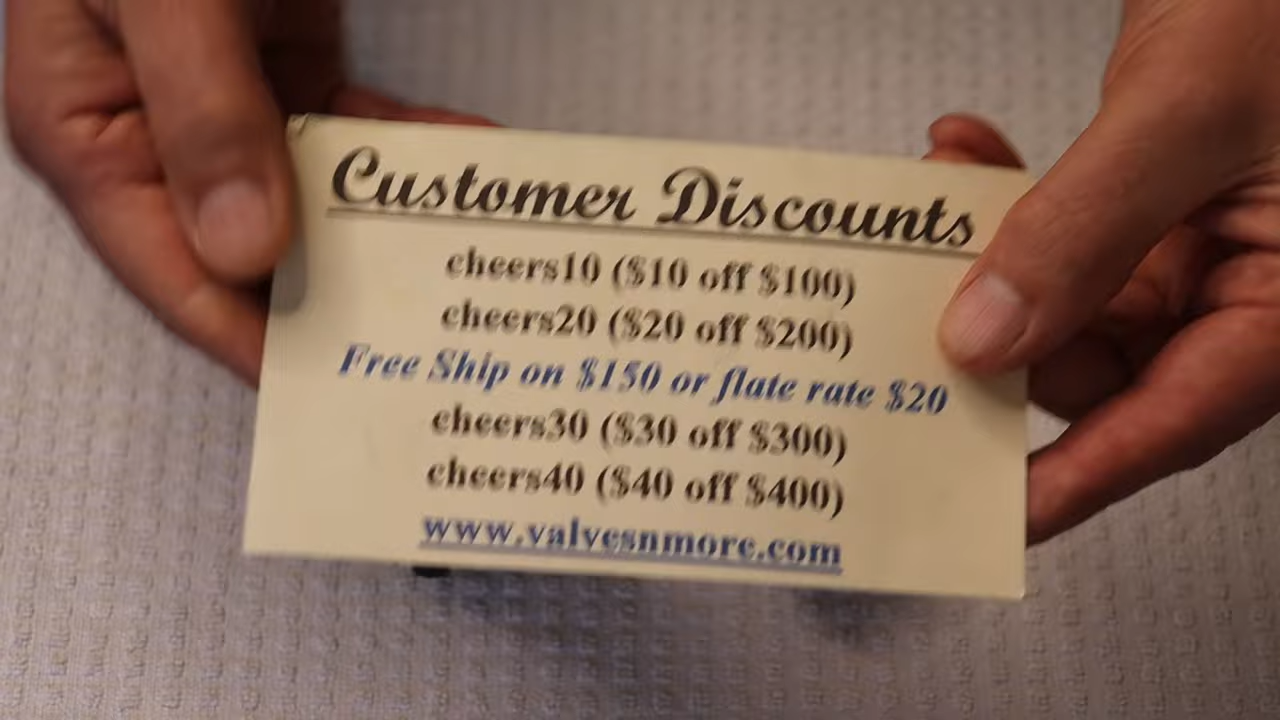 Customer Discounts
cheers10 ($10 off $100)
cheers20 ($20 off $200)
Free Ship on $150 or flate rate $20
cheers30 ($30 off $300)
cheers40 ($40 off $400)
www.valvesnmore.com